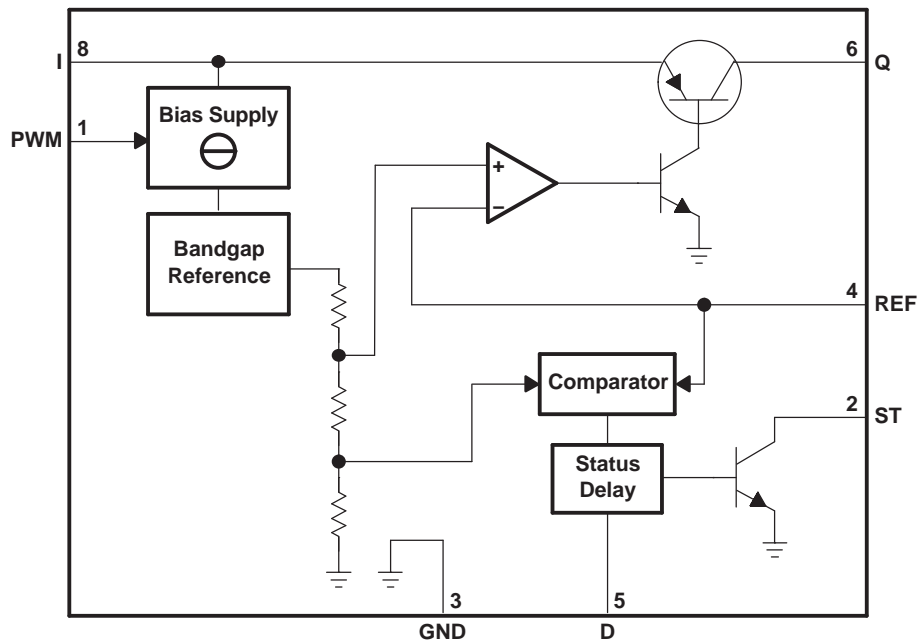 8
I
6
Q
Bias Supply
1
PWM
+
−
Bandgap
Reference
4
REF
Comparator
2
ST
Status
Delay
3
5
GND
D